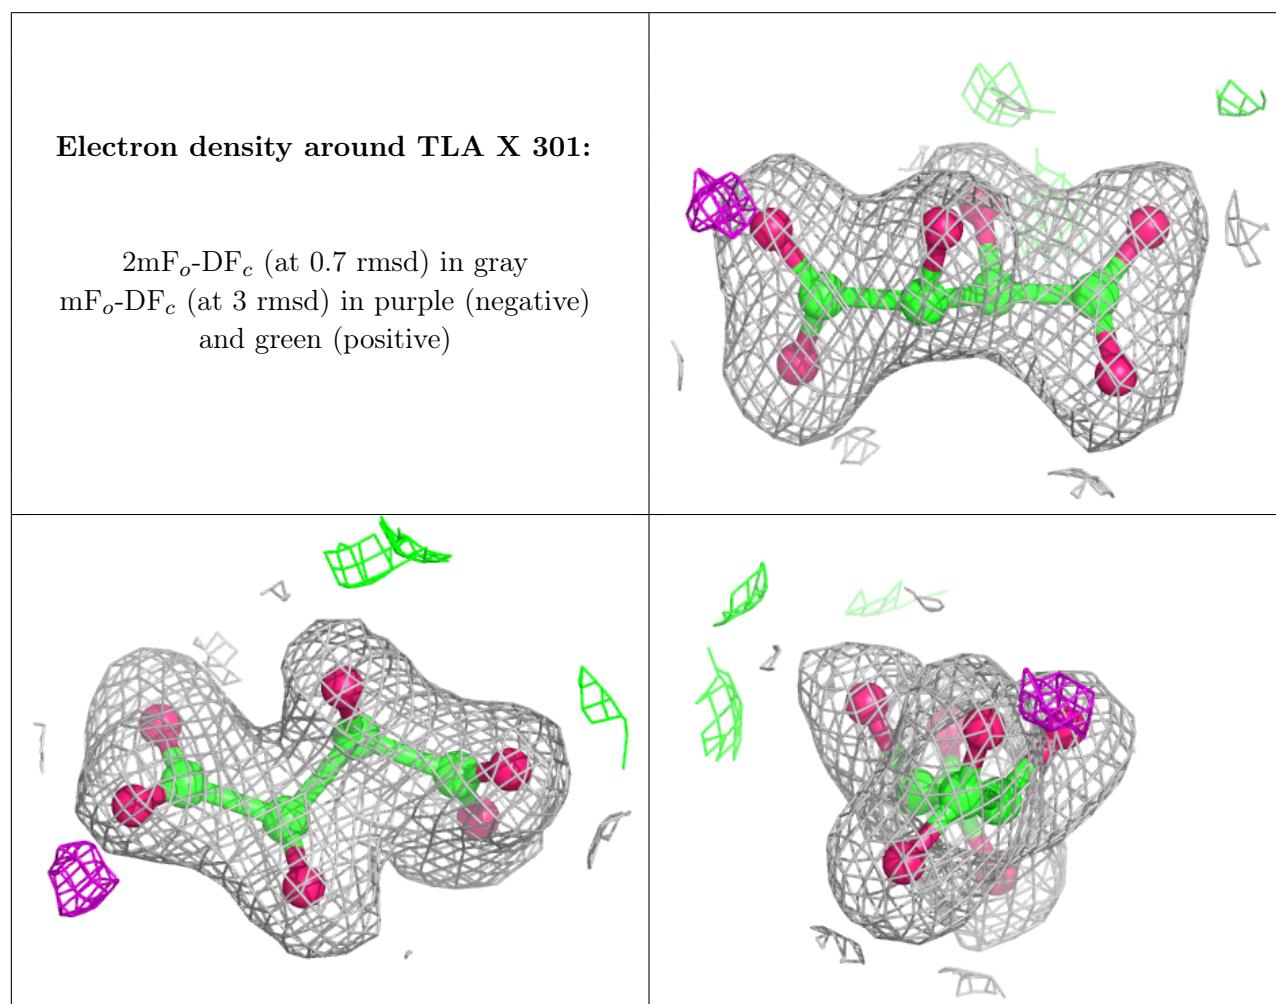 Electron density around TLA X 301:
2mFo-DFc (at 0.7 rmsd) in gray
mFo-DFc (at 3 rmsd) in purple (negative)
and green (positive)